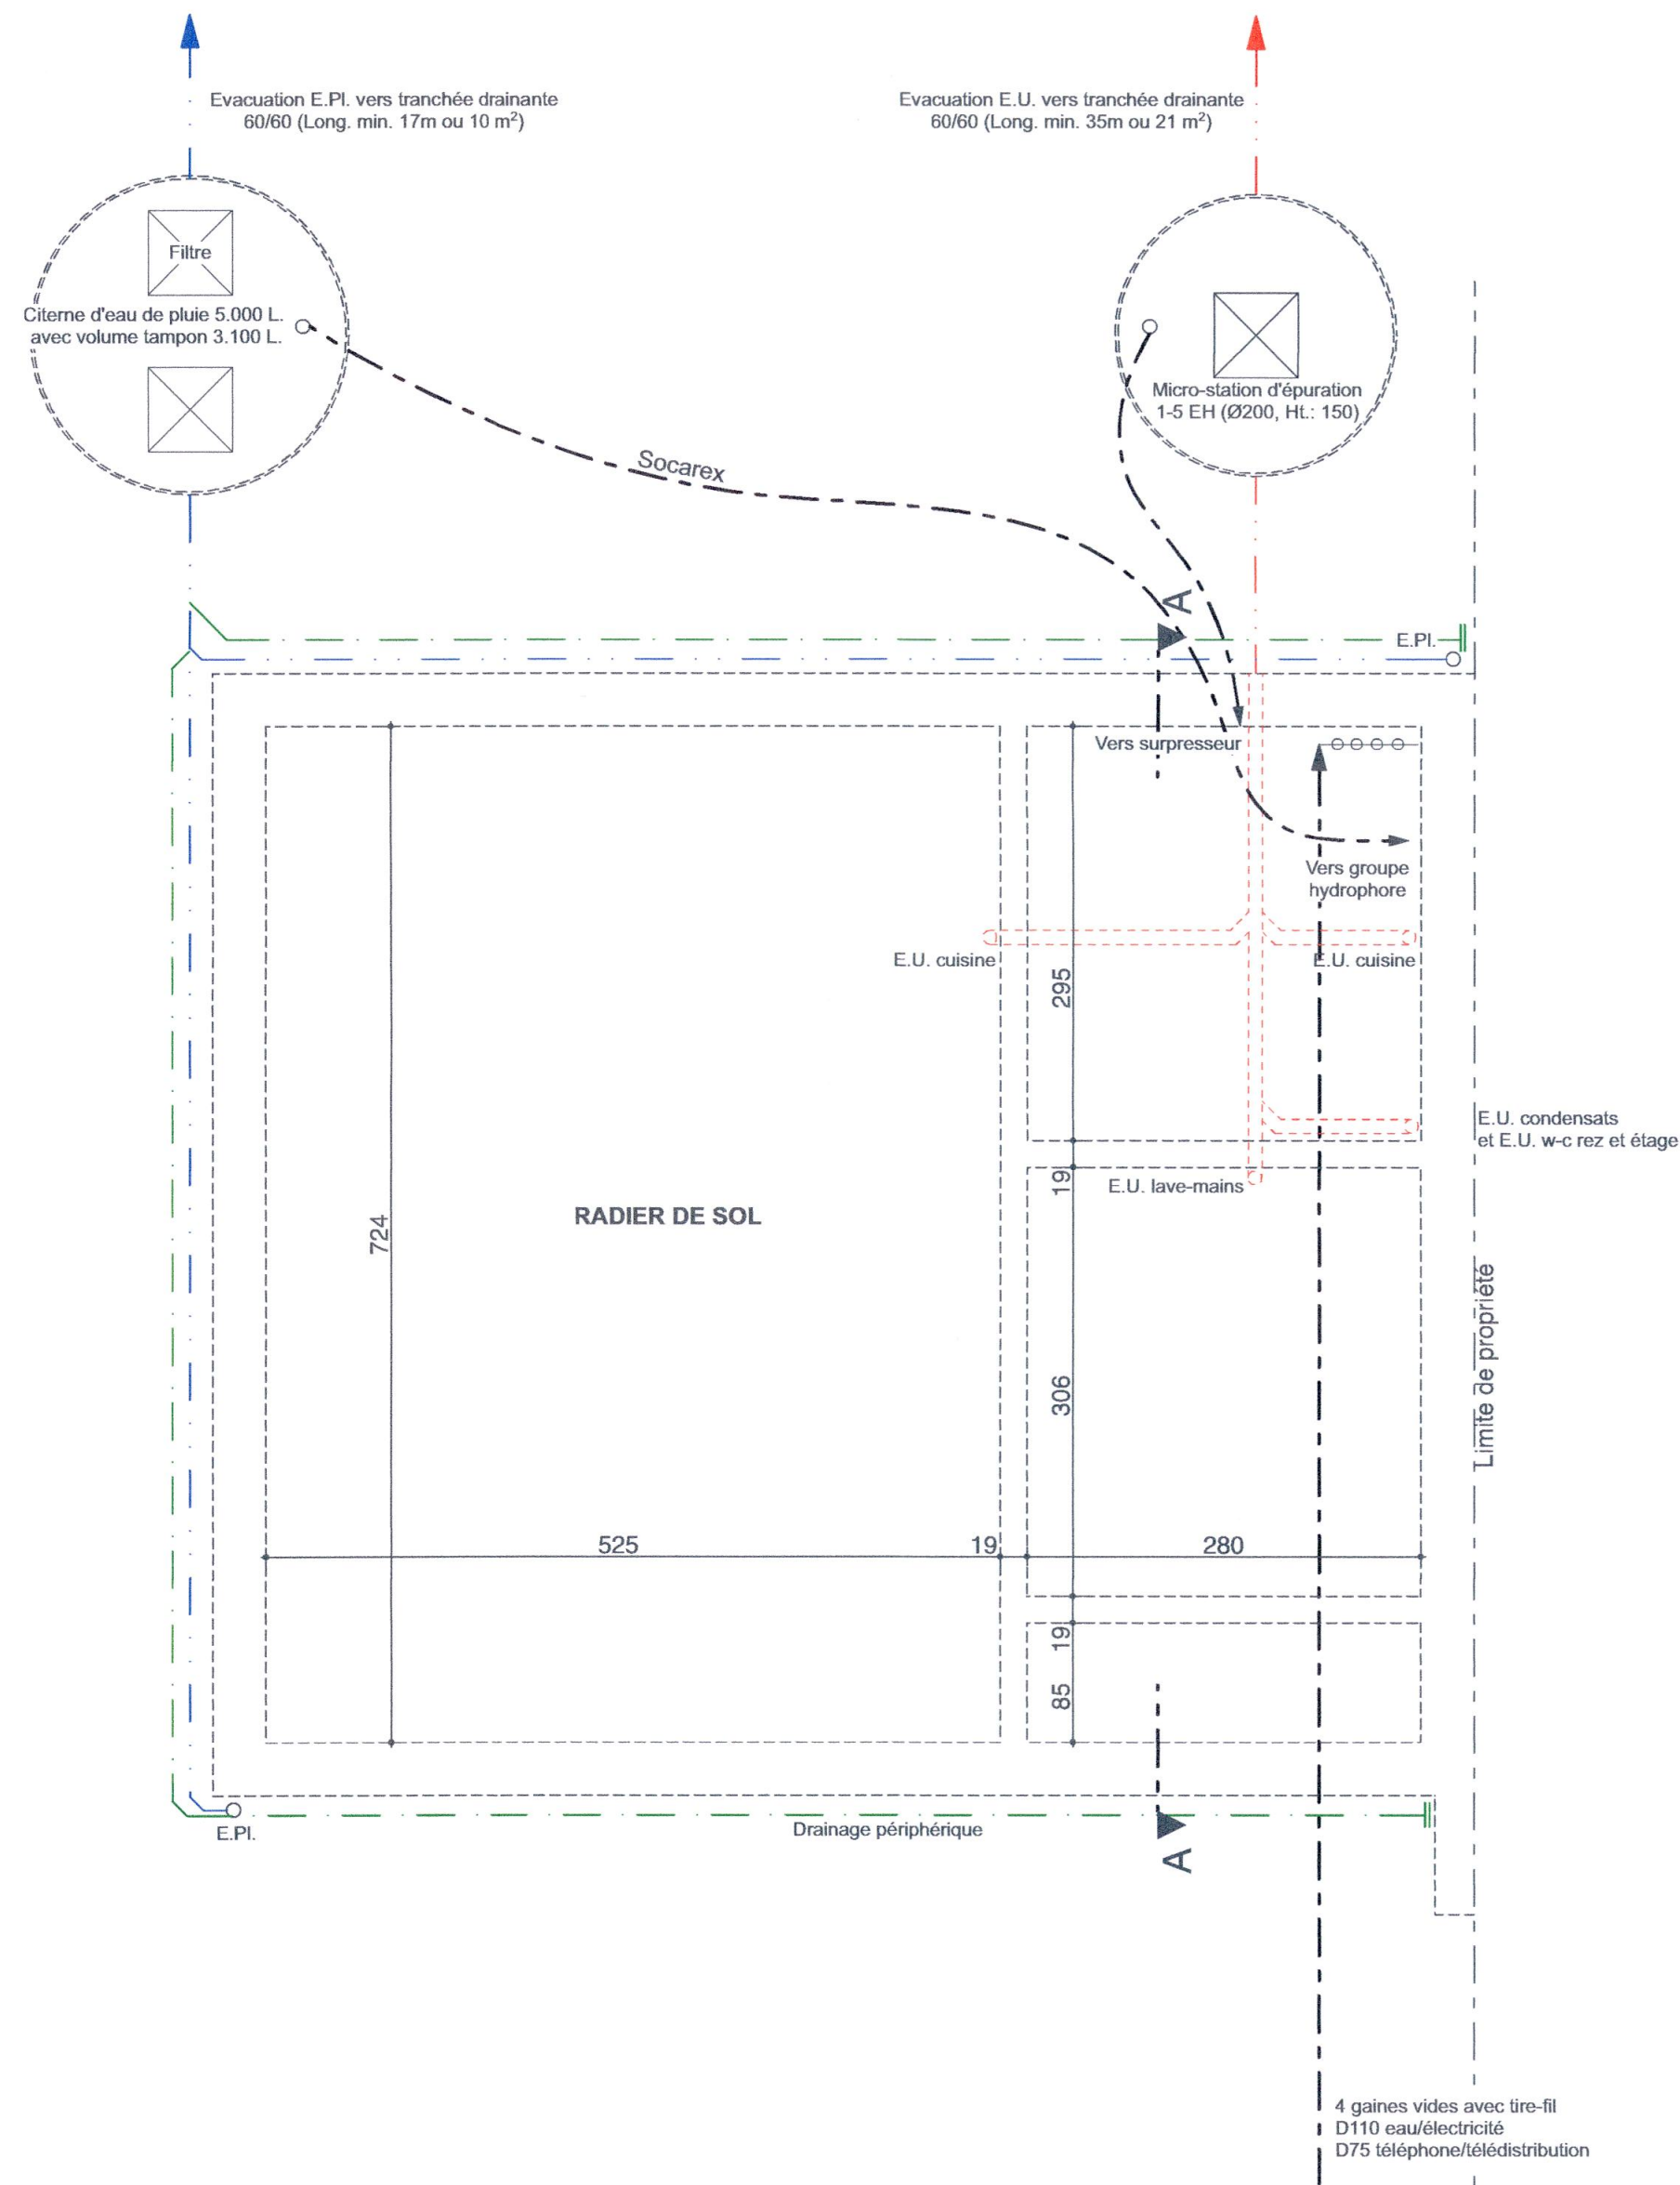 Evacuation E.Pl. vers tranchée drainante
60/60 (Long. min. 17m ou 10 m²)
Evacuation E.U. vers tranchée drainante
60/60 (Long. min. 35m ou 21 m²)
Filtre
Citerne d'eau de pluie 5.000 L.
avec volume tampon 3.100 L.
Micro-station d'épuration
1-5 EH (Ø200, Ht.: 150)
Socarex
A
E.Pl.
Vers surpresseur
Vers groupe
hydrophore
E.U. cuisine
E.U. cuisine
295
E.U. condensats
et E.U. w-c rez et étage
19
E.U. lave-mains
RADIER DE SOL
724
Limite de propriété
306
525
19
280
19
85
E.Pl.
Drainage périphérique
A
4 gaines vides avec tire-fil
D110 eau/électricité
D75 téléphone/télédistribution